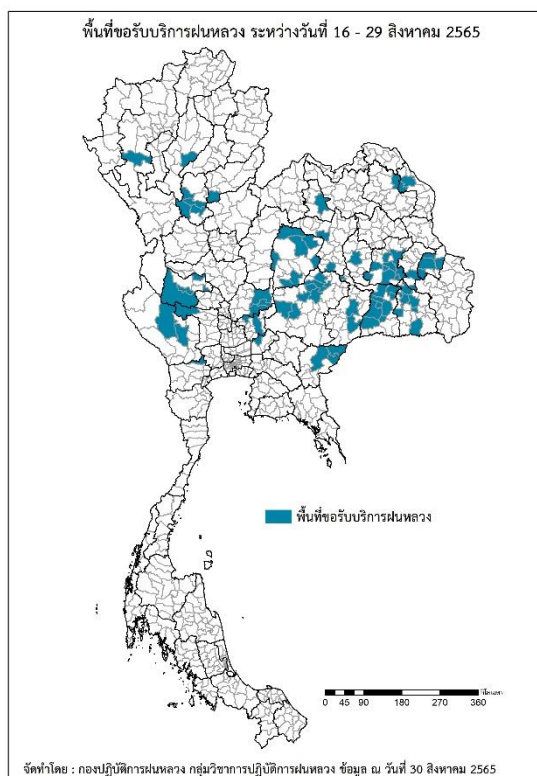 พื้นที่ขอรับบริการฝนหลวง ระหว่างวันที่ 16 - 29 สิงหาคม 2565
พื้นที่ขอรับบริการฝนหลวง
0 45 90 180 270 360
จัดทำโดย : กองปฏิบัติการฝนหลวง กลุ่มวิชาการปฏิบัติการฝนหลวง ข้อมูล ณ วันที่ 30 สิงหาคม 2565